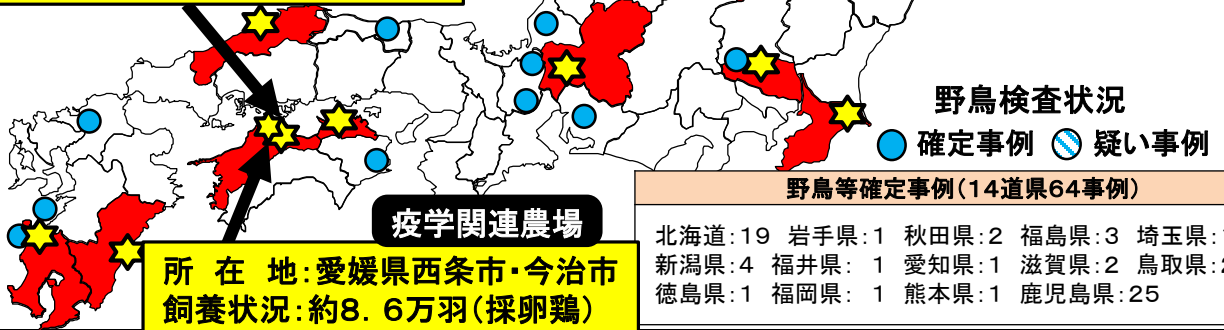 野鳥検査状況
確定事例 疑い事例
野鳥等確定事例(14道県64事例)
北海道:19 岩手県:1 秋田県:2 福島県:3 埼玉県:
新潟県:4 福井県: 1 愛知県:1 滋賀県:2 鳥取県:
徳島県:1 福岡県: 1 熊本県:1 鹿児島県:25
疫学関連農場
所 在 地:愛媛県西条市・今治市
飼養状況:約8.6万羽(採卵鶏)